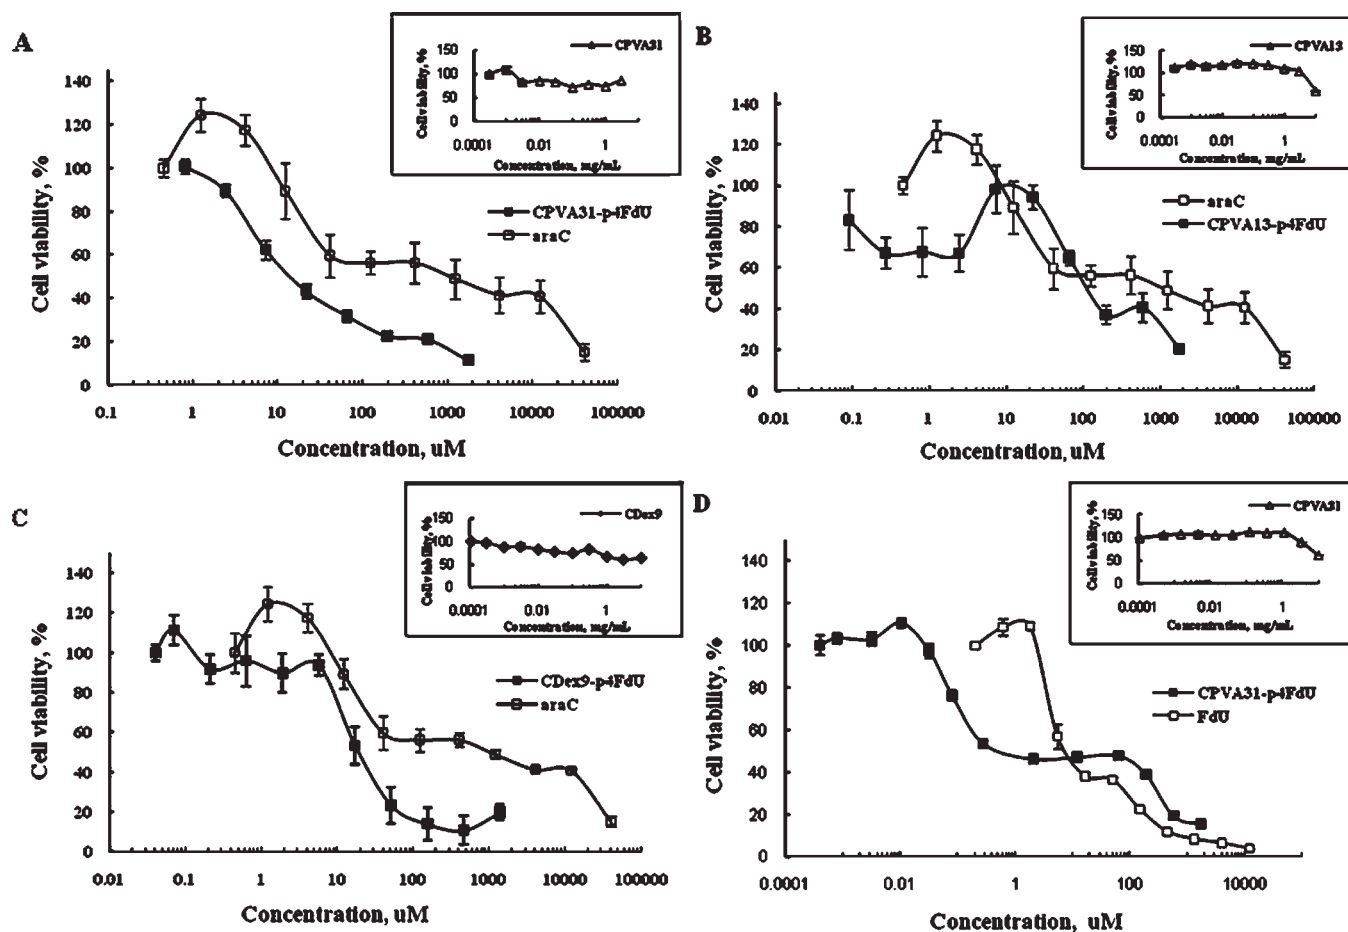 A
Cell viability, %
140
120
100
80
60
40
20
0
0.1
1
10
100
1000
10000
100000
Concentration, uM
CPVA31-p4FdU
araC
CPVA31
Cell viability, %
150
100
50
0
0.0001
0.01
1
Concentration, mg/mL
B
Cell viability, %
140
120
100
80
60
40
20
0
0.01
0.1
1
10
100
1000
10000
100000
Concentration, uM
araC
CPVA13-p4FdU
CPVA13
Cell viability, %
150
100
50
0
0.0001
0.01
1
Concentration, mg/mL
C
Cell viability, %
140
120
100
80
60
40
20
0
0.01
0.1
1
10
100
1000
10000
100000
Concentration, uM
CDex9-p4FdU
araC
CDex9
Cell viability, %
150
100
50
0
0.0001
0.01
1
Concentration, mg/mL
D
Cell viability, %
140
120
100
80
60
40
20
0
0.0001
0.01
1
100
10000
Concentration, uM
CPVA31-p4FdU
FdU
CPVA31
Cell viability, %
150
100
50
0
0.0001
0.01
1
Concentration, mg/mL